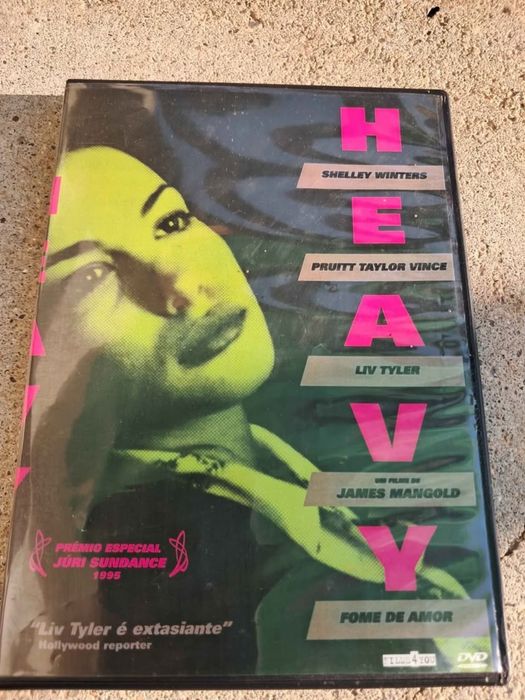 H
SHELLEY WINTERS
E
PRUITT TAYLOR VINCE
A
LIV TYLER
V
UM FILME DE
JAMES MANGOLD
Y
FOME DE AMOR
PRÉMIO ESPECIAL
JÚRI SUNDANCE
1995
"Liv Tyler é extasiante"
Hollywood reporter
FILMS4YOU
DVD